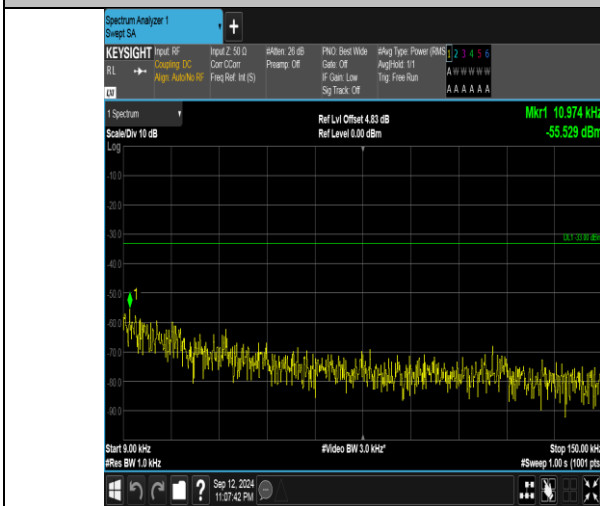 Spectrum Analyzer 1
Swept SA
+
KEYSIGHT Input: RF Input Z: 50 Ω #Atten: 26 dB PNO: Best Wide #Avg Type: Power (RMS 1 2 3 4 5 6
RL Coupling: DC Corr CCorr Preamp: Off Gate: Off Avg|Hold: 1/1 A W W W W W
Align: Auto/No RF Freq Ref: Int (S) IF Gain: Low Trig: Free Run
LXI Sig Track: Off A A A A A A
1 Spectrum Ref Lvl Offset 4.83 dB Mkr1 10.974 kHz
Scale/Div 10 dB Ref Level 0.00 dBm -55.529 dBm
Log
-10.0
-20.0
-30.0
DL1 -33.00 dBm
-40.0
-50.0
1
-60.0
-70.0
-80.0
-90.0
Start 9.00 kHz #Video BW 3.0 kHz* Stop 150.00 kHz
#Res BW 1.0 kHz #Sweep 1.00 s (1001 pts
? Sep 12, 2024
11:07:42 PM